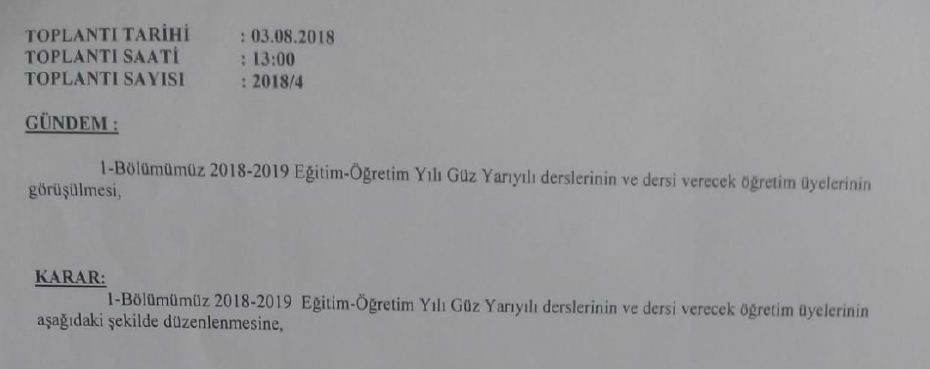 TOPLANTI TARİHİ : 03.08.2018
TOPLANTI SAATİ : 13:00
TOPLANTI SAYISI : 2018/4
GÜNDEM :
1-Bölümümüz 2018-2019 Eğitim-Öğretim Yılı Güz Yarıyılı derslerinin ve dersi verecek öğretim üyelerinin
görüşülmesi,
KARAR:
1-Bölümümüz 2018-2019 Eğitim-Öğretim Yılı Güz Yarıyılı derslerinin ve dersi verecek öğretim üyelerinin
aşağıdaki şekilde düzenlenmesine,